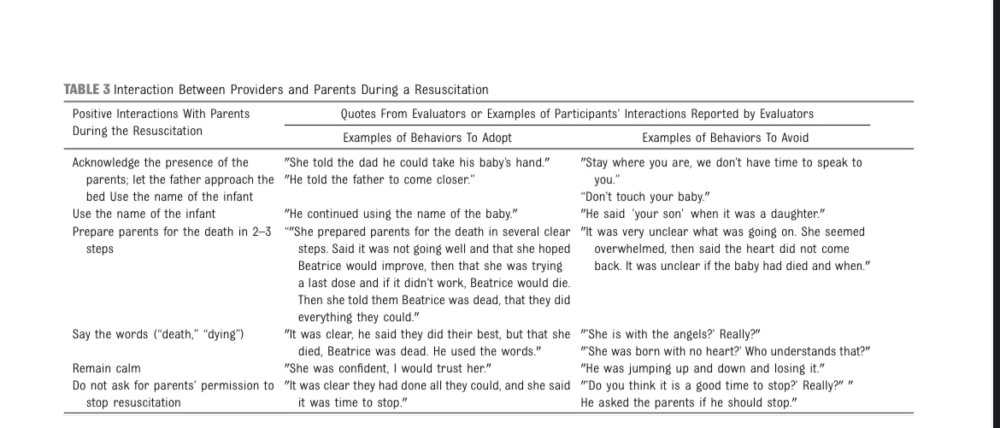 TABLE 3 Interaction Between Providers and Parents During a Resuscitation
Positive Interactions With Parents
During the Resuscitation
Quotes From Evaluators or Examples of Participants' Interactions Reported by Evaluators
Examples of Behaviors To Adopt
Examples of Behaviors To Avoid
Acknowledge the presence of the
parents; let the father approach the
bed Use the name of the infant
"She told the dad he could take his baby's hand."
"He told the father to come closer."
"Stay where you are, we don't have time to speak to
you."
"Don't touch your baby."
Use the name of the infant
"He continued using the name of the baby."
"He said 'your son' when it was a daughter."
Prepare parents for the death in 2–3
steps
""She prepared parents for the death in several clear
steps. Said it was not going well and that she hoped
Beatrice would improve, then that she was trying
a last dose and if it didn't work, Beatrice would die.
Then she told them Beatrice was dead, that they did
everything they could."
"It was very unclear what was going on. She seemed
overwhelmed, then said the heart did not come
back. It was unclear if the baby had died and when."
Say the words ("death," "dying")
"It was clear, he said they did their best, but that she
died, Beatrice was dead. He used the words."
"'She is with the angels?' Really?"
"'She was born with no heart?' Who understands that?"
Remain calm
"She was confident, I would trust her."
"He was jumping up and down and losing it."
Do not ask for parents' permission to
stop resuscitation
"It was clear they had done all they could, and she said
it was time to stop."
"'Do you think it is a good time to stop?' Really?" "
He asked the parents if he should stop."